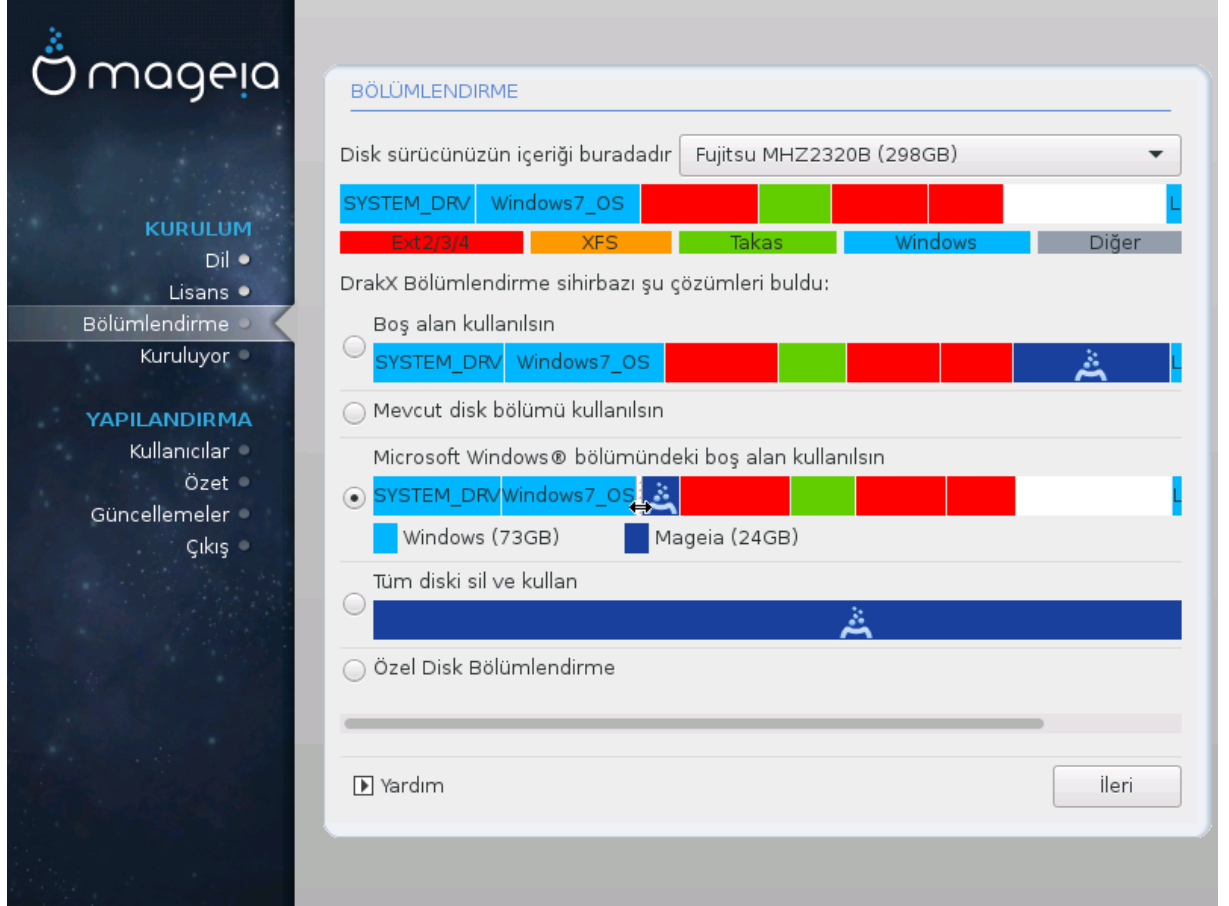 mageia
KURULUM
Dil
Lisans
Bölümlendirme
Kuruluyor
YAPILANDIRMA
Kullanıcılar
Özet
Güncellemeler
Çıkış
BÖLÜMLENDIRME
Disk sürücünüzün içeriği buradadır Fujitsu MHZ2320B (298GB)
SYSTEM_DRV Windows7_OS L
Ext2/3/4 XFS Takas Windows Diğer
DrakX Bölümlendirme sihirbazı şu çözümleri buldu:
Boş alan kullanılsın
SYSTEM_DRV Windows7_OS L
Mevcut disk bölümü kullanılsın
Microsoft Windows® bölümündeki boş alan kullanılsın
SYSTEM_DRV Windows7_OS L
Windows (73GB) Mageia (24GB)
Tüm diski sil ve kullan
Özel Disk Bölümlendirme
Yardım
İleri